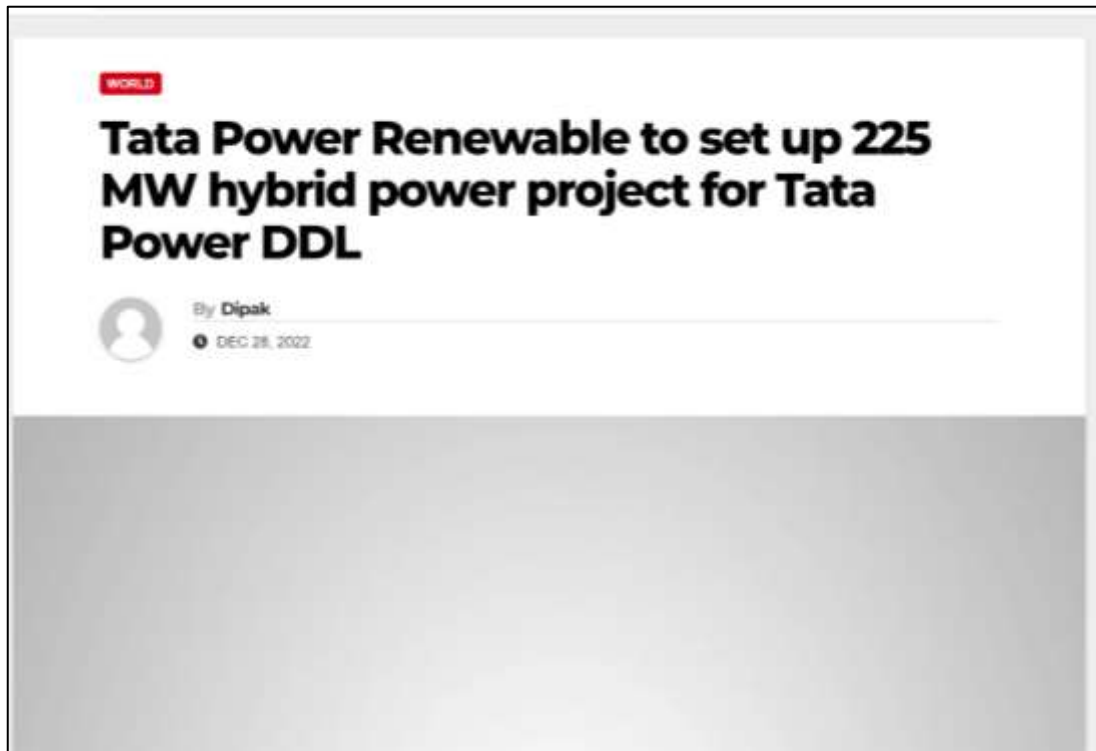 WORLD
Tata Power Renewable to set up 225
MW hybrid power project for Tata
Power DDL
By Dipak
DEC 28, 2022